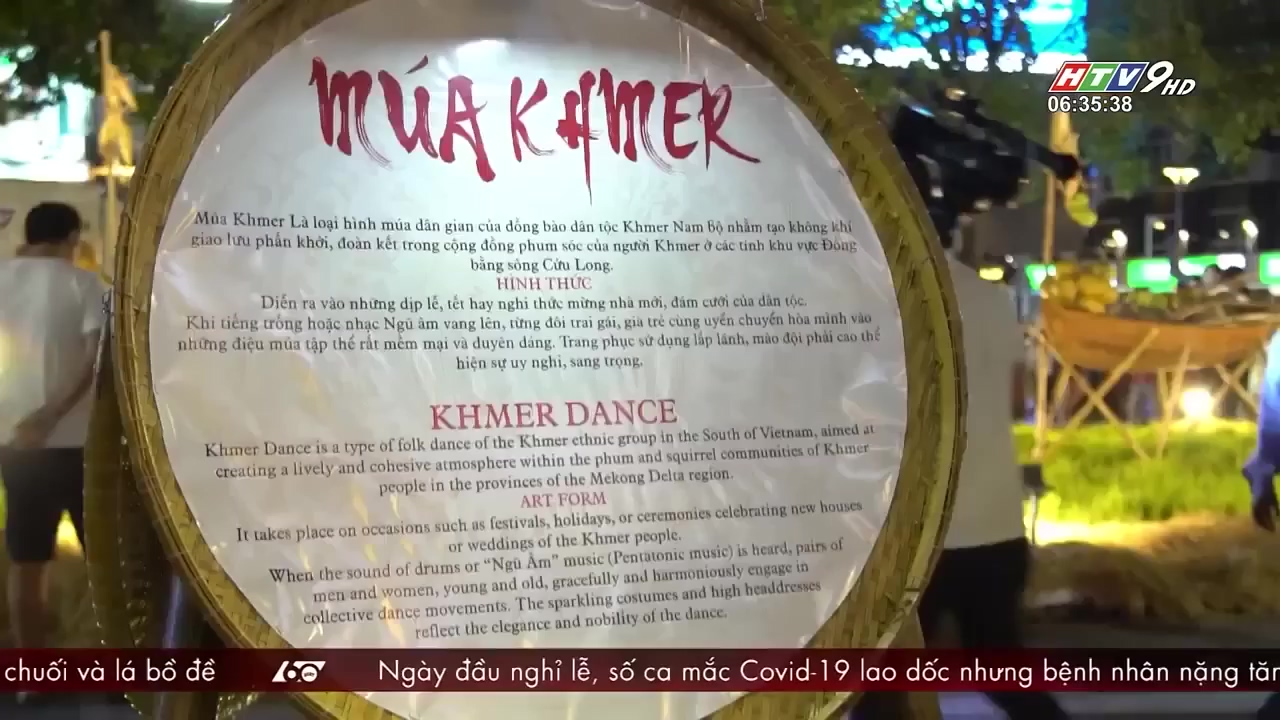 HTV9 HD
06:35:38
MÚA KHMER
Múa Khmer Là loại hình múa dân gian của đồng bào dân tộc Khmer Nam Bộ nhằm tạo không khí
giao lưu phấn khởi, đoàn kết trong cộng đồng phum sóc của người Khmer ở các tỉnh khu vực Đồng
bằng sông Cửu Long.
HÌNH THỨC
Diễn ra vào những dịp lễ, tết hay nghi thức mừng nhà mới, đám cưới của dân tộc.
Khi tiếng trống hoặc nhạc Ngũ âm vang lên, từng đôi trai gái, già trẻ cùng uyển chuyển hòa mình vào
những điệu múa tập thể rất mềm mại và duyên dáng. Trang phục sử dụng lấp lánh, mão đội phải cao thể
hiện sự uy nghi, sang trọng.
KHMER DANCE
Khmer Dance is a type of folk dance of the Khmer ethnic group in the South of Vietnam, aimed at
creating a lively and cohesive atmosphere within the phum and squirrel communities of Khmer
people in the provinces of the Mekong Delta region.
ART FORM
It takes place on occasions such as festivals, holidays, or ceremonies celebrating new houses
or weddings of the Khmer people.
When the sound of drums or “Ngũ Âm” music (Pentatonic music) is heard, pairs of
men and women, young and old, gracefully and harmoniously engage in
collective dance movements. The sparkling costumes and high headdresses
reflect the elegance and nobility of the dance.
chuối và lá bồ đề 60 giây Ngày đầu nghỉ lễ, số ca mắc Covid-19 lao dốc nhưng bệnh nhân nặng tăn